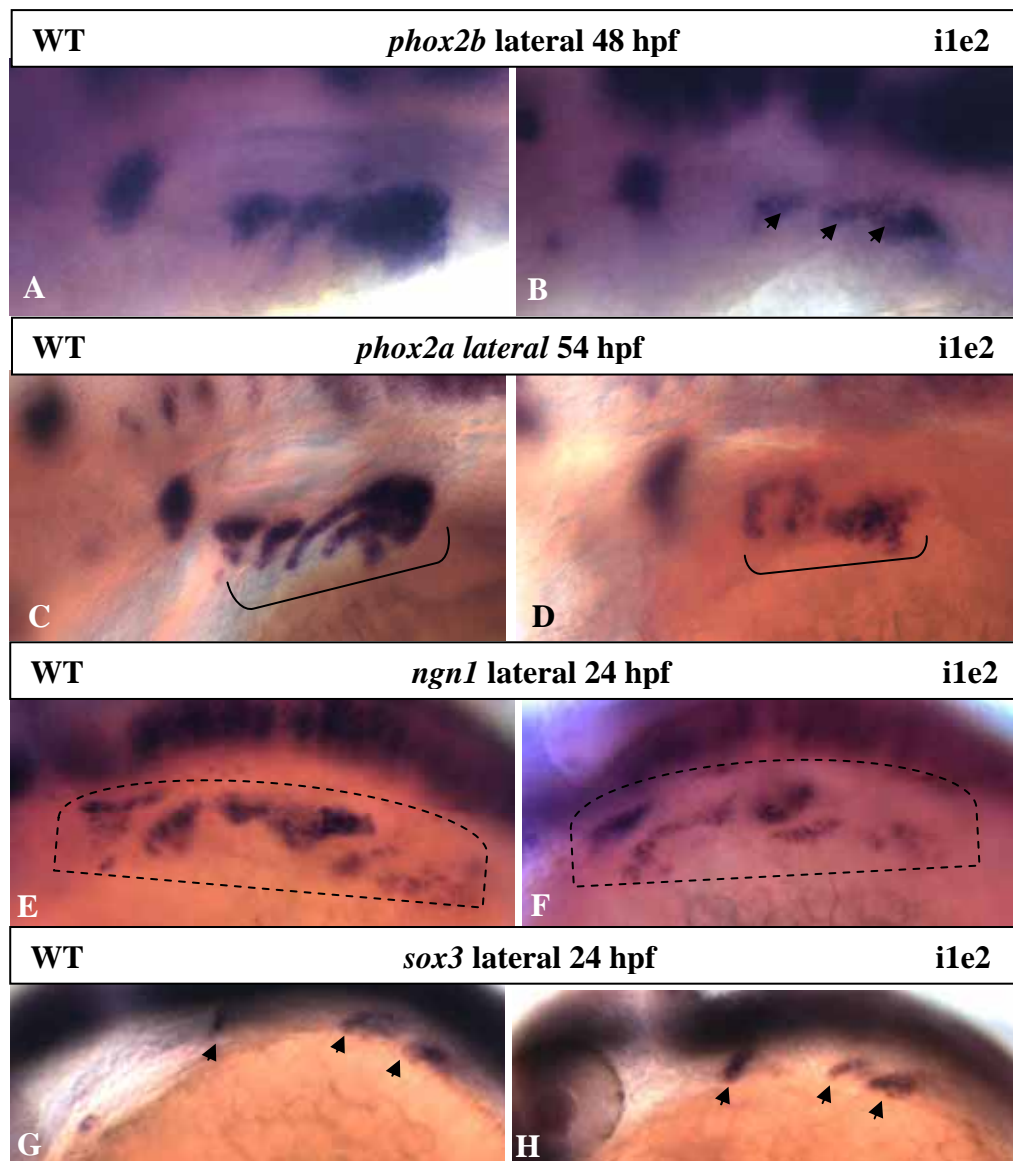 WT phox2b lateral 48 hpf i1e2
A B
WT phox2a lateral 54 hpf i1e2
C D
WT ngn1 lateral 24 hpf i1e2
E F
WT sox3 lateral 24 hpf i1e2
G H